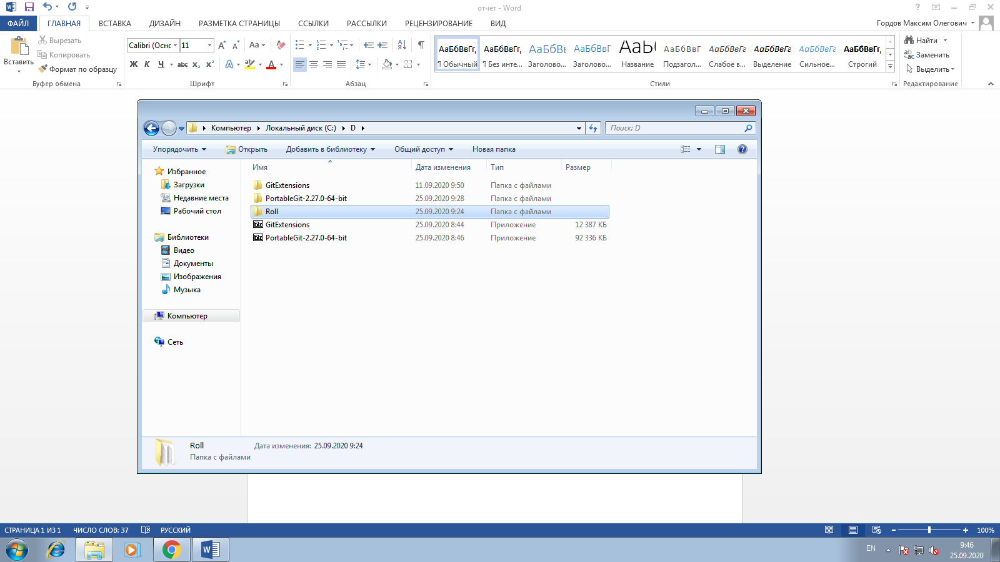 отчет - Word
ФАЙЛ ГЛАВНАЯ ВСТАВКА ДИЗАЙН РАЗМЕТКА СТРАНИЦЫ ССЫЛКИ РАССЫЛКИ РЕЦЕНЗИРОВАНИЕ ВИД Гордов Максим Олегович
Вставить
Вырезать
Копировать
Формат по образцу
Буфер обмена
Calibri (Оснс 11
Аа
Ж К Ч abc x₂ x²
Шрифт
Абзац
АаБбВвГг, АаБбВвГг, АаБбВв АаБбВвГ АаБ АаБбВвГ АаБбВвГг АаБбВвГг АаБбВвГг АаБбВвГг,
¶ Обычный ¶ Без инте... Заголово... Заголово... Название Подзагол... Слабое в... Выделение Сильное... Строгий
Стили
Найти
Заменить
Выделить
Редактирование
Компьютер Локальный диск (C:) D
Поиск: D
Упорядочить Открыть Добавить в библиотеку Общий доступ Новая папка
Избранное
Загрузки
Недавние места
Рабочий стол
Библиотеки
Видео
Документы
Изображения
Музыка
Компьютер
Сеть
Имя Дата изменения Тип Размер
GitExtensions 11.09.2020 9:50 Папка с файлами
PortableGit-2.27.0-64-bit 25.09.2020 9:28 Папка с файлами
Roll 25.09.2020 9:24 Папка с файлами
GitExtensions 25.09.2020 8:44 Приложение 12 387 КБ
PortableGit-2.27.0-64-bit 25.09.2020 8:46 Приложение 92 336 КБ
Roll Дата изменения: 25.09.2020 9:24
Папка с файлами
СТРАНИЦА 1 ИЗ 1 ЧИСЛО СЛОВ: 37 РУССКИЙ 100%
EN 9:46
25.09.2020